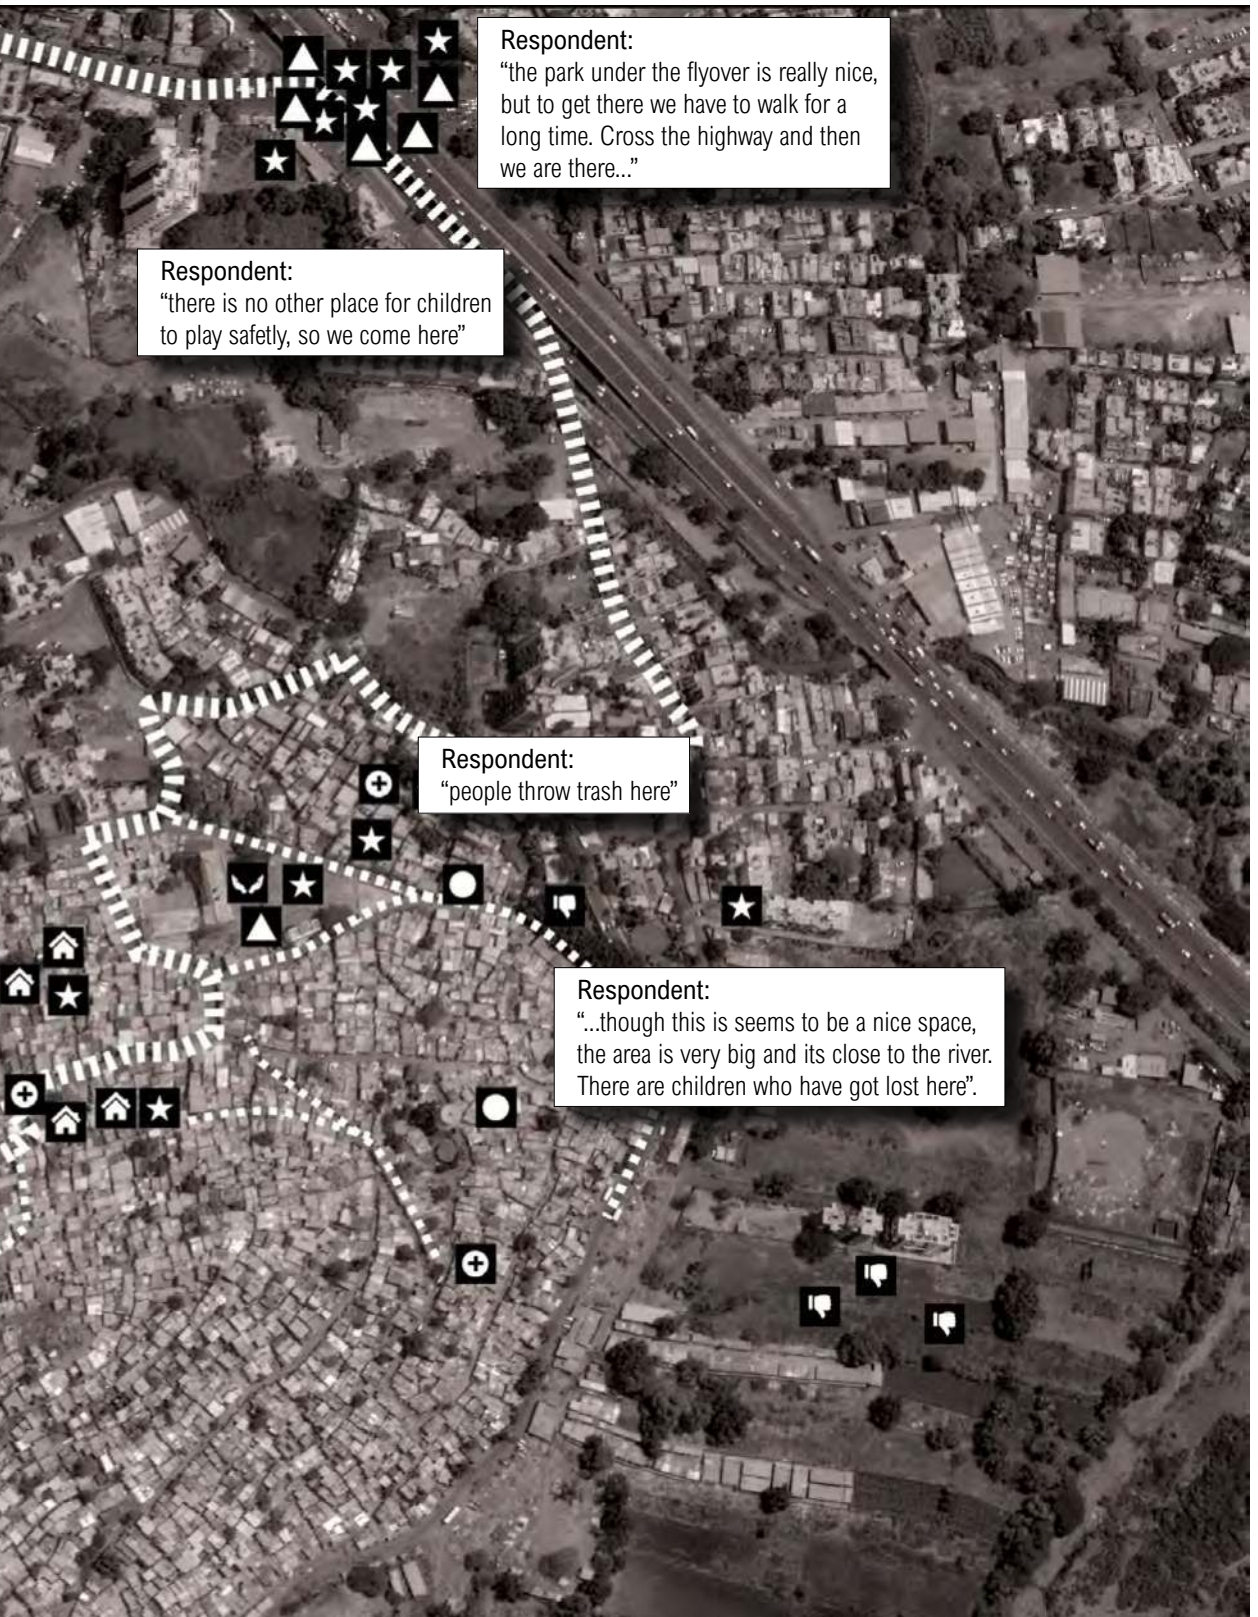 Respondent:
“the park under the flyover is really nice,
but to get there we have to walk for a
long time. Cross the highway and then
we are there...”
Respondent:
“there is no other place for children
to play safetly, so we come here”
Respondent:
“people throw trash here”
Respondent:
“...though this is seems to be a nice space,
the area is very big and its close to the river.
There are children who have got lost here”.